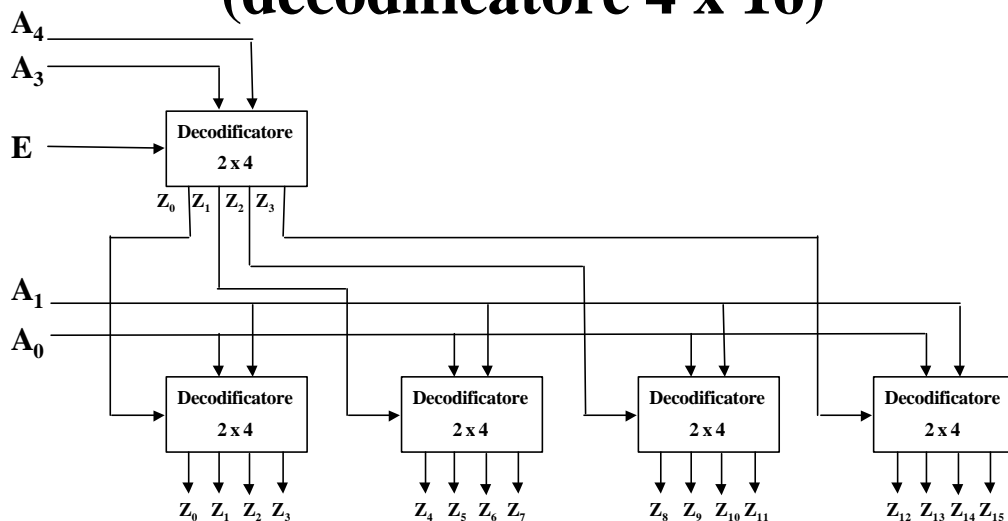 (decodificatore 4 x 16)
A4
A3
E
Decodificatore
2 x 4
Z0 Z1 Z2 Z3
A1
A0
Decodificatore Decodificatore Decodificatore Decodificatore
2 x 4 2 x 4 2 x 4 2 x 4
Z0 Z1 Z2 Z3 Z4 Z5 Z6 Z7 Z8 Z9 Z10 Z11 Z12 Z13 Z14 Z15